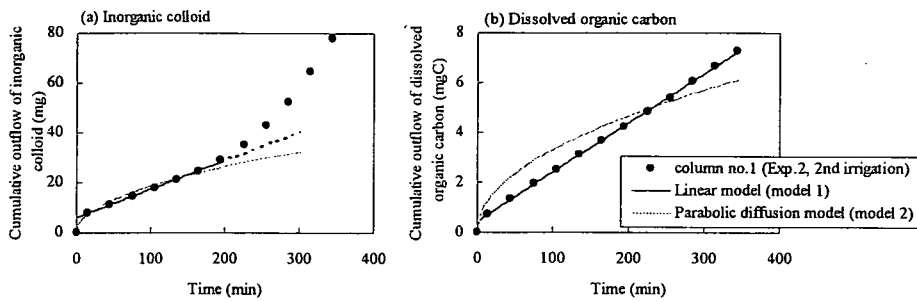 (a) Inorganic colloid
Cumulative outflow of inorganic
colloid (mg)
80
60
40
20
0
0
100
200
300
400
Time (min)
(b) Dissolved organic carbon
Cumulative outflow of dissolved
organic carbon (mgC)
8
6
4
2
0
0
100
200
300
400
Time (min)
column no.1 (Exp.2, 2nd irrigation)
Linear model (model 1)
Parabolic diffusion model (model 2)